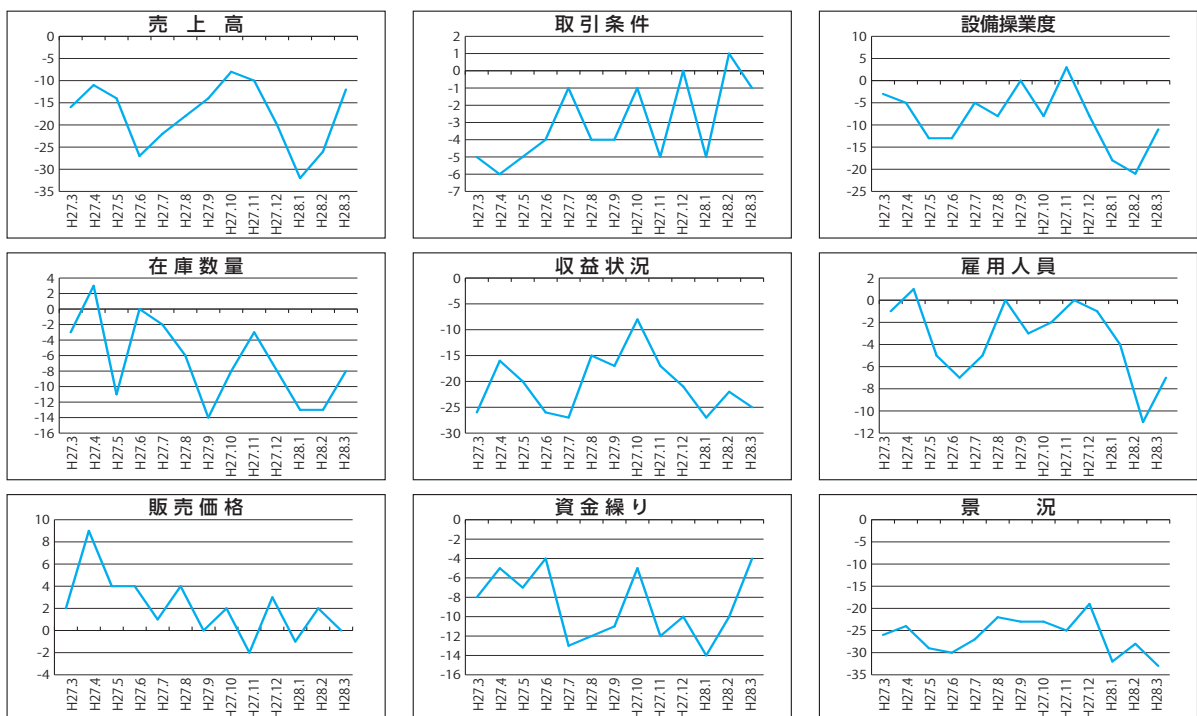 売上高
0
-5
-10
-15
-20
-25
-30
-35
H27.3
H27.4
H27.5
H27.6
H27.7
H27.8
H27.9
H27.10
H27.11
H27.12
H28.1
H28.2
H28.3
取引条件
2
1
0
-1
-2
-3
-4
-5
-6
-7
H27.3
H27.4
H27.5
H27.6
H27.7
H27.8
H27.9
H27.10
H27.11
H27.12
H28.1
H28.2
H28.3
設備操業度
10
5
0
-5
-10
-15
-20
-25
H27.3
H27.4
H27.5
H27.6
H27.7
H27.8
H27.9
H27.10
H27.11
H27.12
H28.1
H28.2
H28.3
在庫数量
4
2
0
-2
-4
-6
-8
-10
-12
-14
-16
H27.3
H27.4
H27.5
H27.6
H27.7
H27.8
H27.9
H27.10
H27.11
H27.12
H28.1
H28.2
H28.3
収益状況
0
-5
-10
-15
-20
-25
-30
H27.3
H27.4
H27.5
H27.6
H27.7
H27.8
H27.9
H27.10
H27.11
H27.12
H28.1
H28.2
H28.3
雇用人員
2
0
-2
-4
-6
-8
-10
-12
H27.3
H27.4
H27.5
H27.6
H27.7
H27.8
H27.9
H27.10
H27.11
H27.12
H28.1
H28.2
H28.3
販売価格
10
8
6
4
2
0
-2
-4
H27.3
H27.4
H27.5
H27.6
H27.7
H27.8
H27.9
H27.10
H27.11
H27.12
H28.1
H28.2
H28.3
資金繰り
0
-2
-4
-6
-8
-10
-12
-14
-16
H27.3
H27.4
H27.5
H27.6
H27.7
H27.8
H27.9
H27.10
H27.11
H27.12
H28.1
H28.2
H28.3
景況
0
-5
-10
-15
-20
-25
-30
-35
H27.3
H27.4
H27.5
H27.6
H27.7
H27.8
H27.9
H27.10
H27.11
H27.12
H28.1
H28.2
H28.3